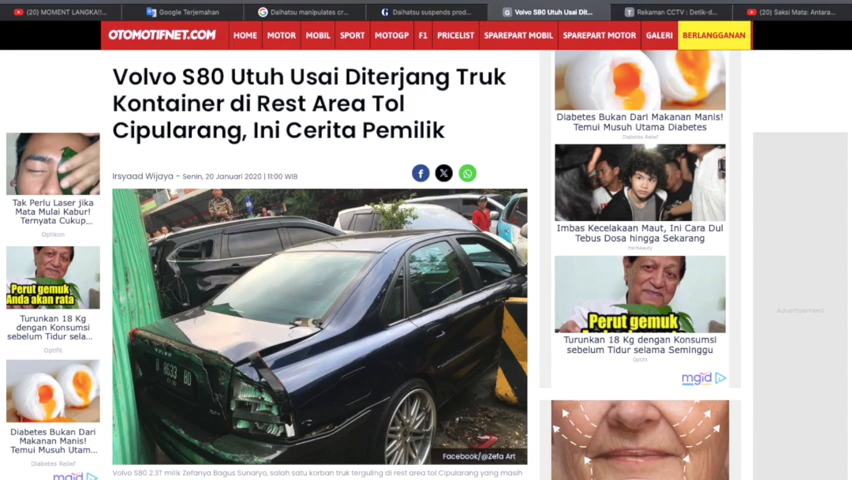 (20) MOMENT LANGKA!!...
Google Terjemahan
Daihatsu manipulates cr...
Daihatsu suspends prod...
Volvo S80 Utuh Usai Dit...
Rekaman CCTV : Detik-d...
(20) Saksi Mata: Antara...
OTOMOTIFNET.COM
HOME
MOTOR
MOBIL
SPORT
MOTOGP
F1
PRICELIST
SPAREPART MOBIL
SPAREPART MOTOR
GALERI
BERLANGGANAN
Volvo S80 Utuh Usai Diterjang Truk
Kontainer di Rest Area Tol
Cipularang, Ini Cerita Pemilik
Irsyaad Wijaya - Senin, 20 Januari 2020 | 11:00 WIB
Facebook/@Zefa Art
Volvo S80 2.3T milik Zefanya Bagus Sunaryo, salah satu korban truk terguling di rest area tol Cipularang yang masih
Tak Perlu Laser jika
Mata Mulai Kabur!
Ternyata Cukup...
Optikon
Perut gemuk
Anda akan rata
Turunkan 18 Kg
dengan Konsumsi
sebelum Tidur sela...
Optifit
Diabetes Bukan Dari
Makanan Manis!
Temui Musuh Utam...
Diabetes Relief
mgid
Diabetes Bukan Dari Makanan Manis!
Temui Musuh Utama Diabetes
Diabetes Relief
Imbas Kecelakaan Maut, Ini Cara Dul
Tebus Dosa hingga Sekarang
Perut gemuk
Turunkan 18 Kg dengan Konsumsi
sebelum Tidur selama Seminggu
Optifit
mgid
Advertisement